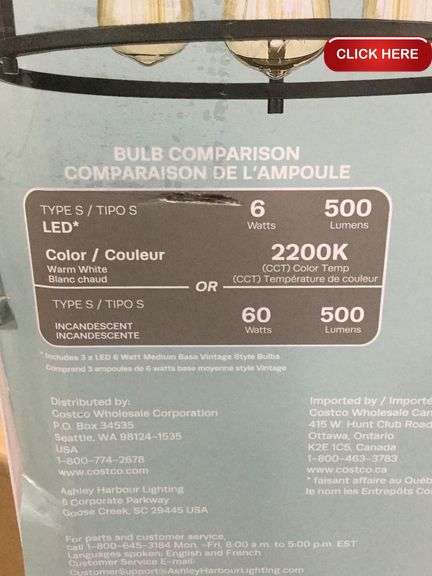 CLICK HERE
BULB COMPARISON
COMPARAISON DE L'AMPOULE
TYPE S / TIPO S 6 500
LED* Watts Lumens
Color / Couleur 2200K
Warm White (CCT) Color Temp
Blanc chaud (CCT) Température de couleur
OR
TYPE S / TIPO S 60 500
INCANDESCENT Watts Lumens
INCANDESCENTE
* Includes 3 x LED 6 Watt Medium Base Vintage Style Bulbs
Comprend 3 ampoules de 6 watts base moyenne style Vintage
Distributed by:
Costco Wholesale Corporation
P.O. Box 34535
Seattle, WA 98124-1535
USA
1-800-774-2678
www.costco.com
Ashley Harbour Lighting
6 Corporate Parkway
Goose Creek, SC 29445 USA
Imported by / Importé
Costco Wholesale Can
415 W. Hunt Club Road
Ottawa, Ontario
K2E 1C5, Canada
1-800-463-3783
www.costco.ca
* faisant affaire au Québ
le nom les Entrepôts Co
For parts and customer service
call 1-800-645-3184 Mon.-Fri. 8:00 a.m. to 5:00 p.m. EST
Languages spoken: English and French
Customer Service E-mail:
CustomerSupport@AshleyHarbourLighting.com